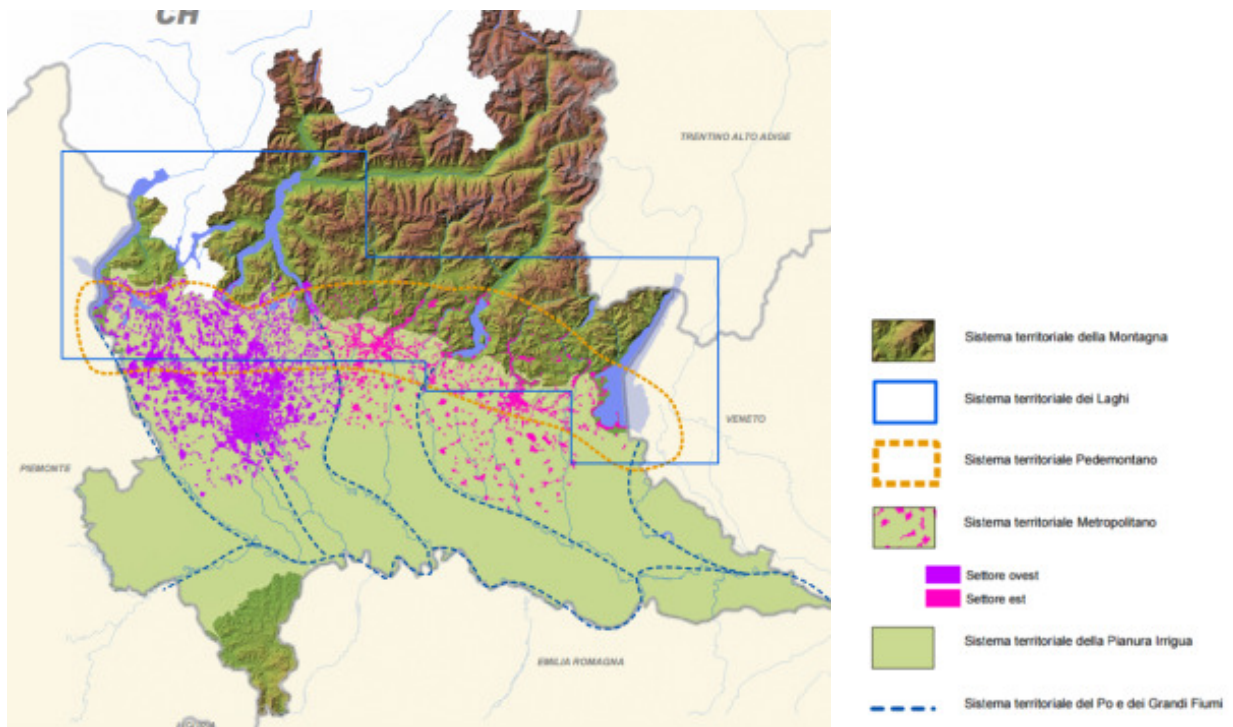 CH
TRENTINO ALTO ADIGE
VENETO
PIEMONTE
EMILIA ROMAGNA
Sistema territoriale della Montagna
Sistema territoriale dei Laghi
Sistema territoriale Pedemontano
Sistema territoriale Metropolitano
Settore ovest
Settore est
Sistema territoriale della Pianura Irrigua
Sistema territoriale del Po e dei Grandi Fiumi